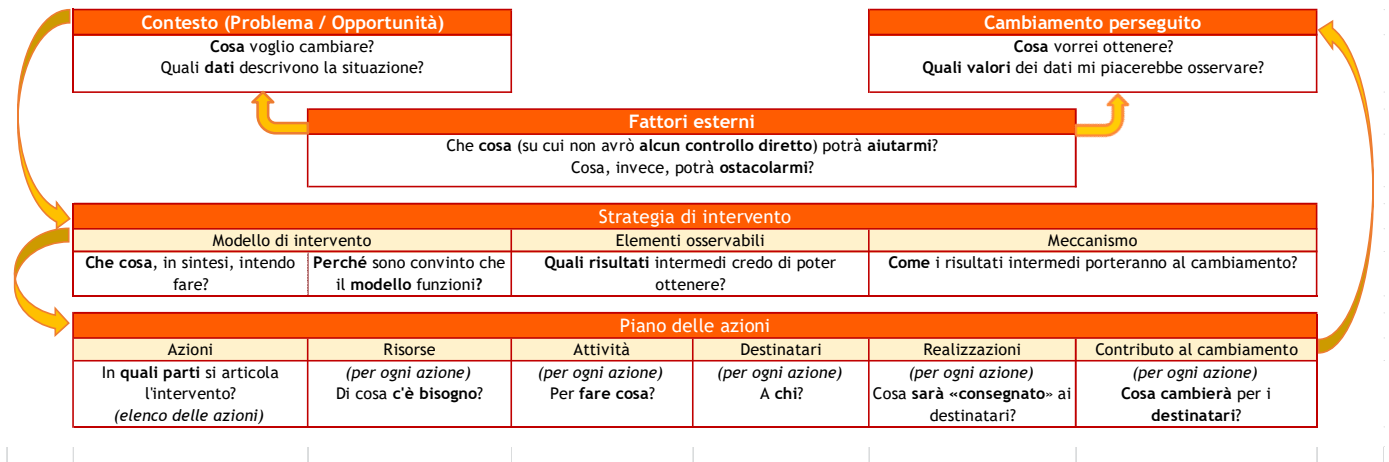 Contesto (Problema / Opportunità)
Cosa voglio cambiare?
Quali dati descrivono la situazione?
Cambiamento perseguito
Cosa vorrei ottenere?
Quali valori dei dati mi piacerebbe osservare?
Fattori esterni
Che cosa (su cui non avrò alcun controllo diretto) potrà aiutarmi?
Cosa, invece, potrà ostacolarmi?
Strategia di intervento
Modello di intervento
Elementi osservabili
Meccanismo
Che cosa, in sintesi, intendo
fare?
Perché sono convinto che
il modello funzioni?
Quali risultati intermedi credo di poter
ottenere?
Come i risultati intermedi porteranno al cambiamento?
Piano delle azioni
Azioni
Risorse
Attività
Destinatari
Realizzazioni
Contributo al cambiamento
In quali parti si articola
l'intervento?
(elenco delle azioni)
(per ogni azione)
Di cosa c'è bisogno?
(per ogni azione)
Per fare cosa?
(per ogni azione)
A chi?
(per ogni azione)
Cosa sarà «consegnato» ai
destinatari?
(per ogni azione)
Cosa cambierà per i
destinatari?